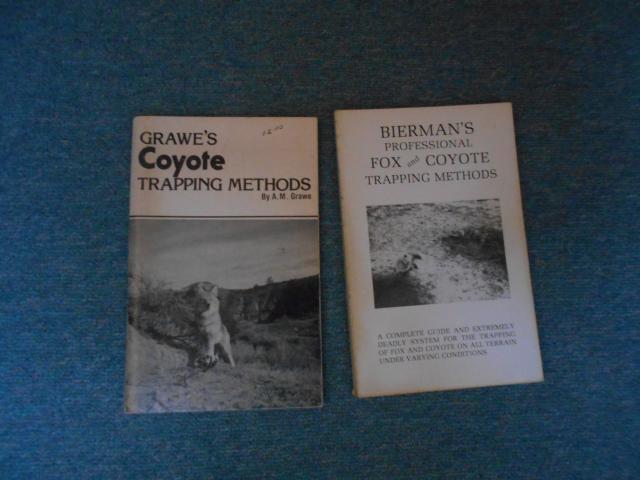 GRAWE'S
Coyote
TRAPPING METHODS
By A.M. Grawe
BIERMAN'S
PROFESSIONAL
FOX and COYOTE
TRAPPING METHODS
A COMPLETE GUIDE AND EXTREMELY
DEADLY SYSTEM FOR THE TRAPPING
OF FOX AND COYOTE ON ALL TERRAIN
UNDER VARYING CONDITIONS